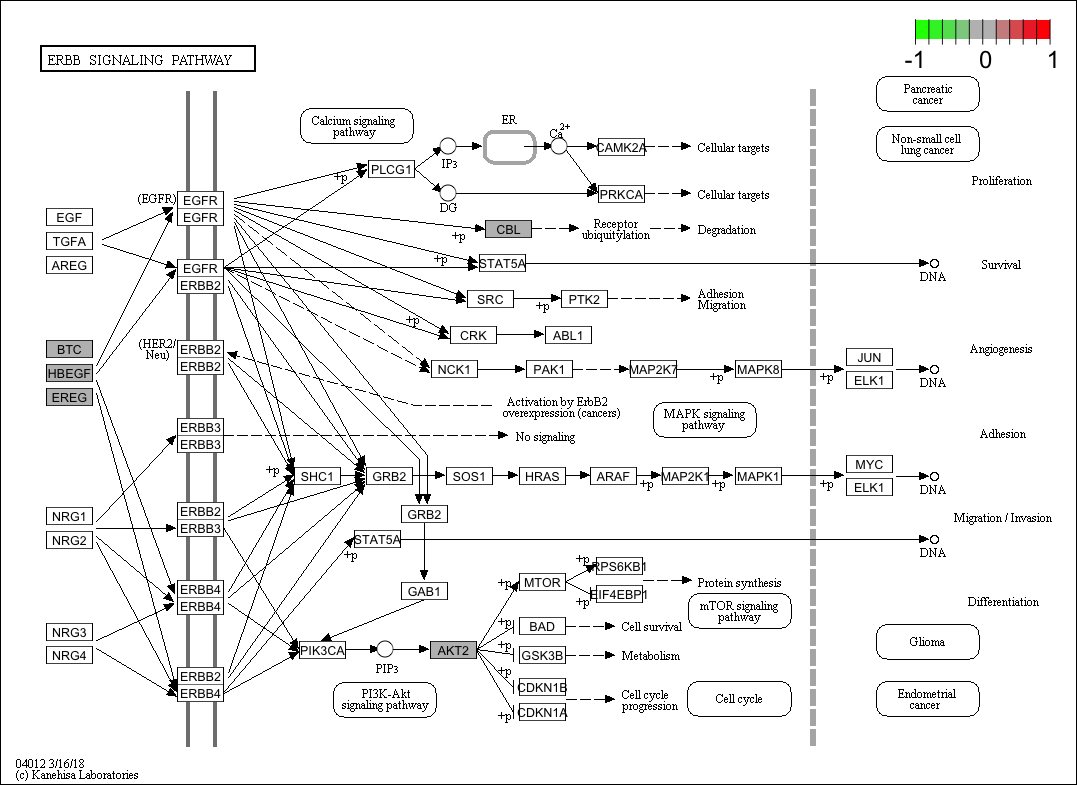 ERBB SIGNALING PATHWAY
-1 0 1
Pancreatic
cancer
Non-small cell
lung cancer
Calcium signaling
pathway
ER
Ca2+
IP3
CAMK2A
Cellular targets
PLCG1
+p
DG
PRKCA
Cellular targets
Proliferation
(EGFR)
EGFR
EGFR
EGF
TGFA
AREG
CBL
+p
Receptor
ubiquitylation
Degradation
EGFR
ERBB2
+p
STAT5A
DNA
Survival
SRC
+p
PTK2
Adhesion
Migration
+p
CRK
ABL1
BTC
HBEGF
EREG
(HER2/
Neu)
ERBB2
ERBB2
NCK1
PAK1
MAP2K7
+p
MAPK8
+p
JUN
ELK1
DNA
Angiogenesis
Activation by ErbB2
overexpression (cancers)
MAPK signaling
pathway
ERBB3
ERBB3
No signaling
Adhesion
+p
SHC1
GRB2
SOS1
HRAS
ARAF
+p
MAP2K1
+p
MAPK1
+p
MYC
ELK1
DNA
NRG1
NRG2
ERBB2
ERBB3
GRB2
STAT5A
+p
DNA
Migration / Invasion
ERBB4
ERBB4
GAB1
+p
MTOR
+p
RPS6KB1
+p
EIF4EBP1
Protein synthesis
mTOR signaling
pathway
Differentiation
NRG3
NRG4
PIK3CA
PIP3
AKT2
+p
BAD
Cell survival
+p
GSK3B
Metabolism
Glioma
ERBB2
ERBB4
PI3K-Akt
signaling pathway
+p
CDKN1B
+p
CDKN1A
Cell cycle
progression
Cell cycle
Endometrial
cancer
04012 3/16/18
(c) Kanehisa Laboratories